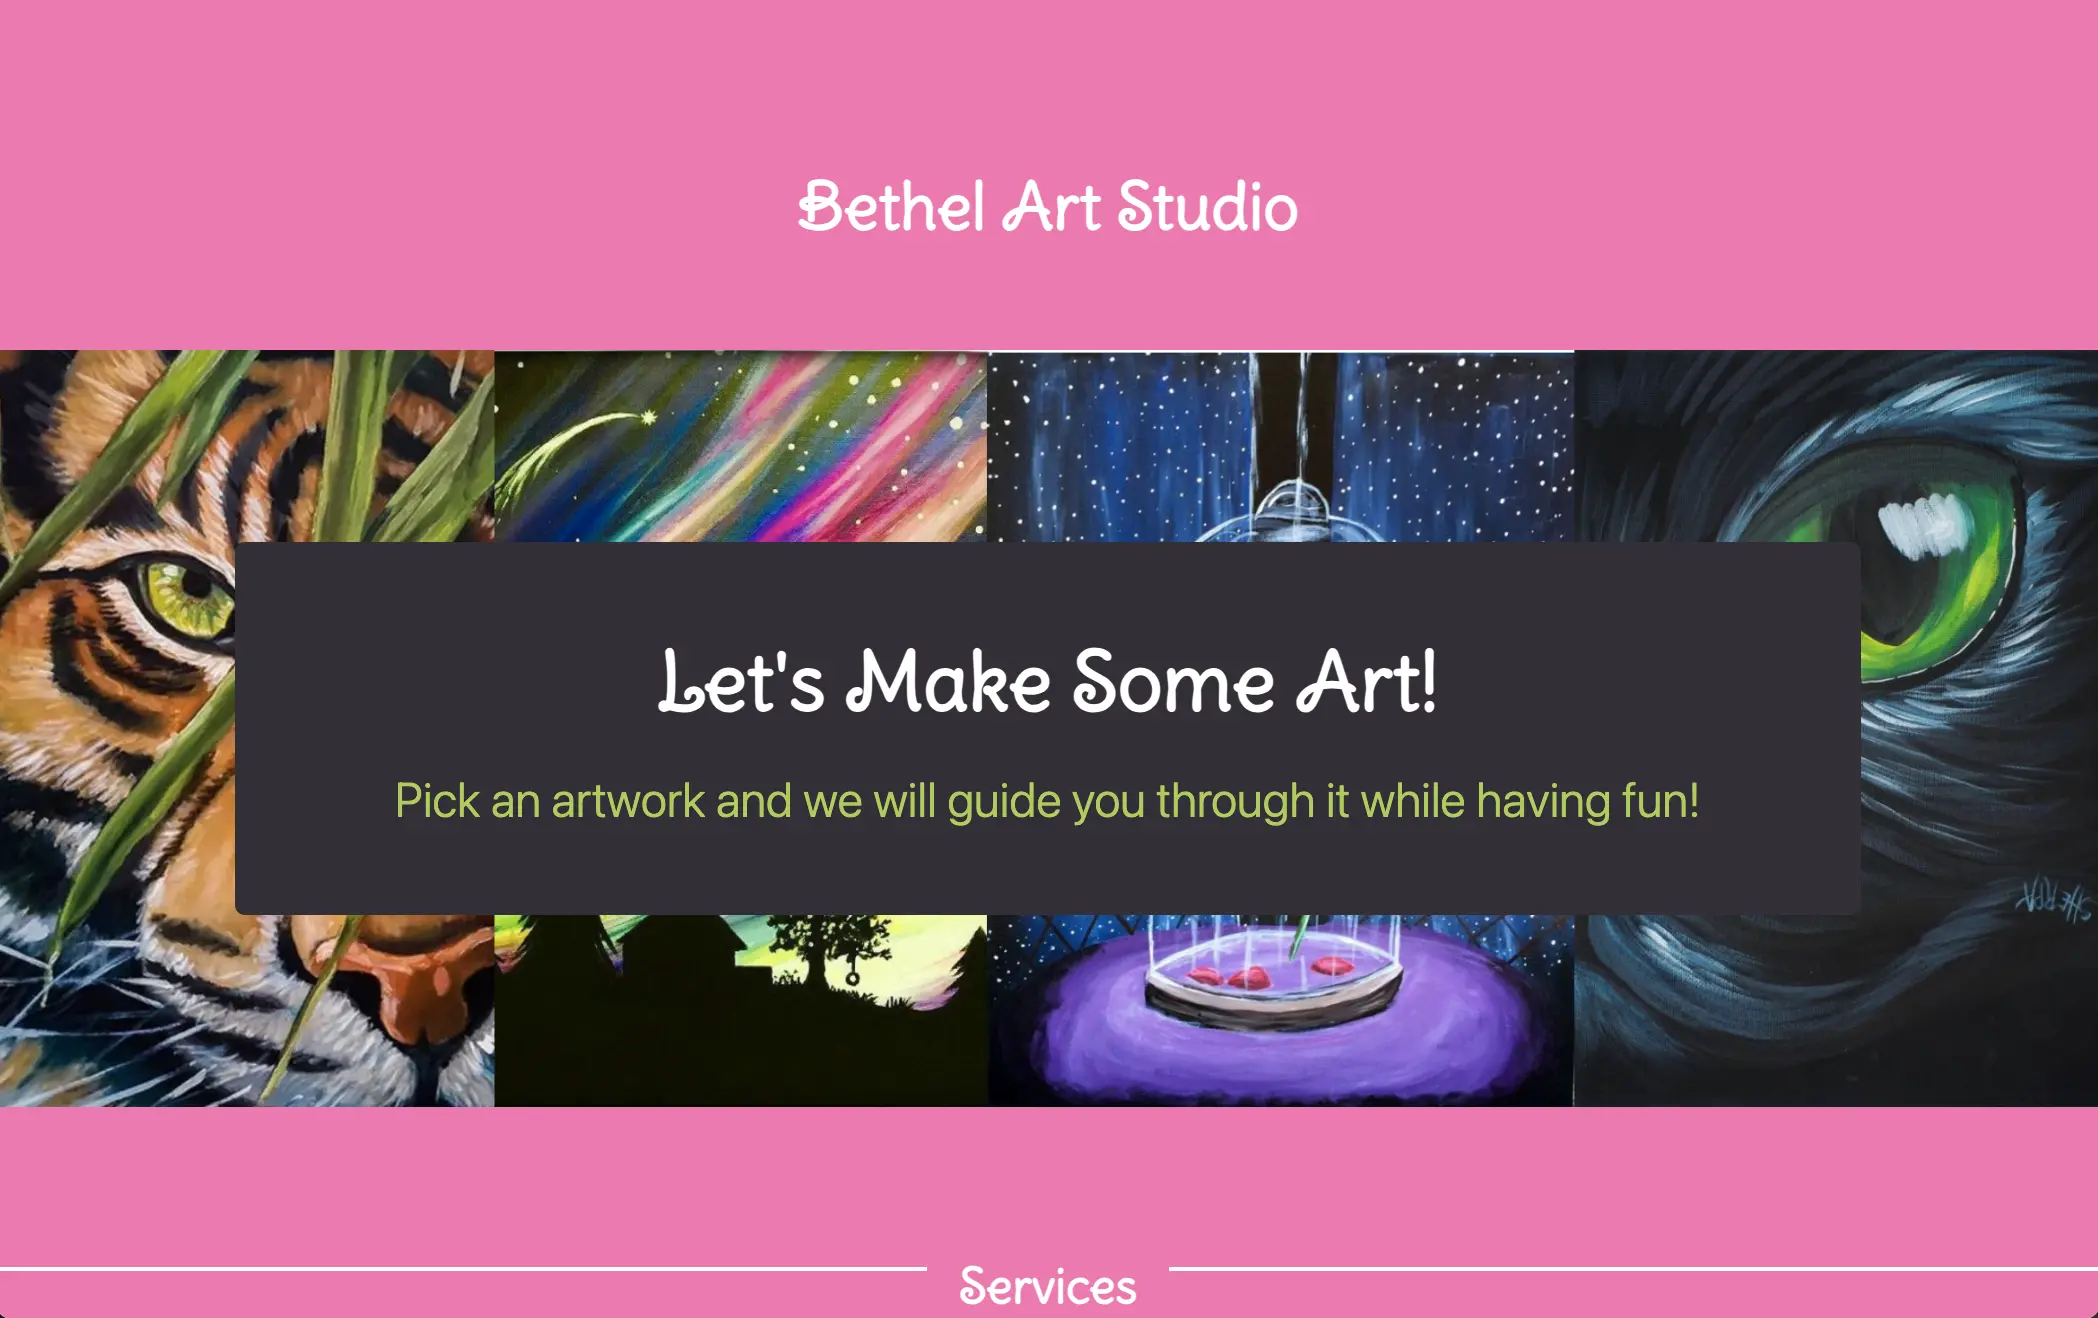 Bethel Art Studio
Let's Make Some Art!
Pick an artwork and we will guide you through it while having fun!
SHERPA
Services